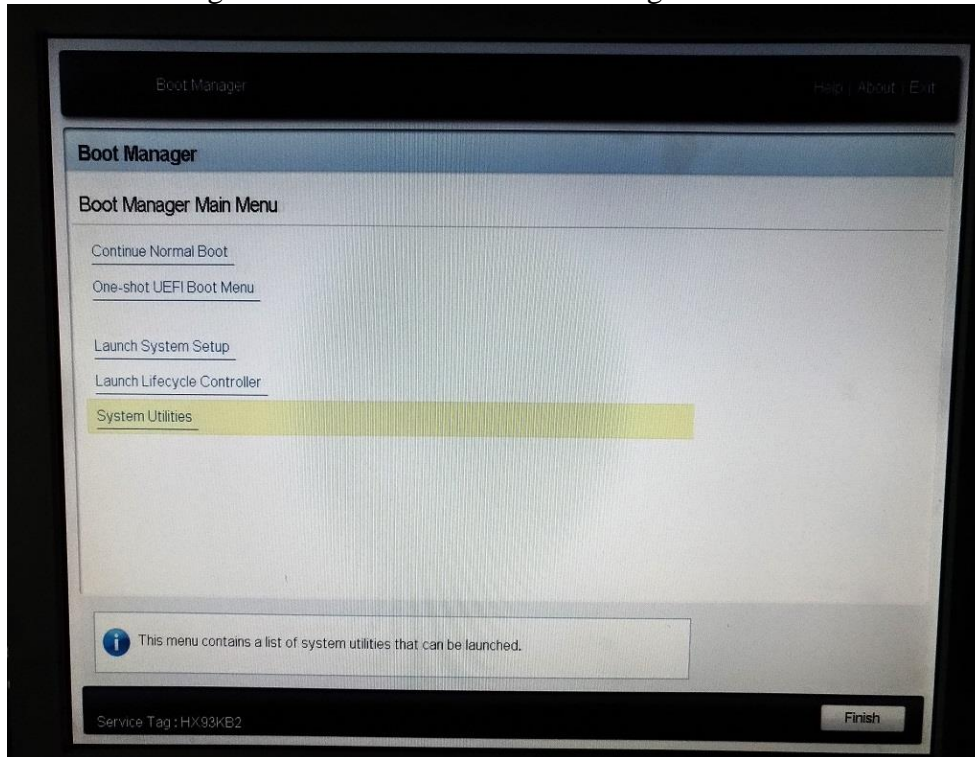 Boot Manager
Help | About | Exit
Boot Manager
Boot Manager Main Menu
Continue Normal Boot
One-shot UEFI Boot Menu
Launch System Setup
Launch Lifecycle Controller
System Utilities
This menu contains a list of system utilities that can be launched.
Service Tag : HX93KB2
Finish